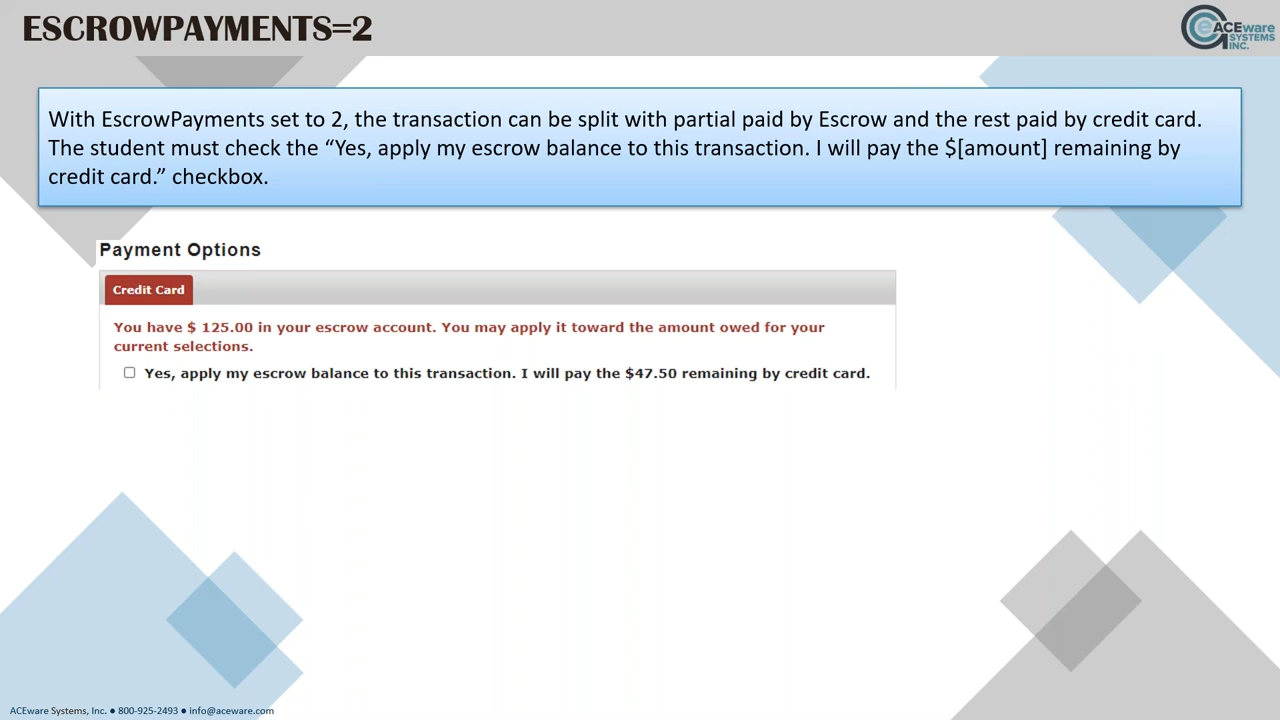 ESCROWPAYMENTS=2
ACEware
SYSTEMS
INC.
With EscrowPayments set to 2, the transaction can be split with partial paid by Escrow and the rest paid by credit card.
The student must check the “Yes, apply my escrow balance to this transaction. I will pay the $[amount] remaining by
credit card.” checkbox.
Payment Options
Credit Card
You have $ 125.00 in your escrow account. You may apply it toward the amount owed for your
current selections.
Yes, apply my escrow balance to this transaction. I will pay the $47.50 remaining by credit card.
ACEware Systems, Inc. ● 800-925-2493 ● info@aceware.com